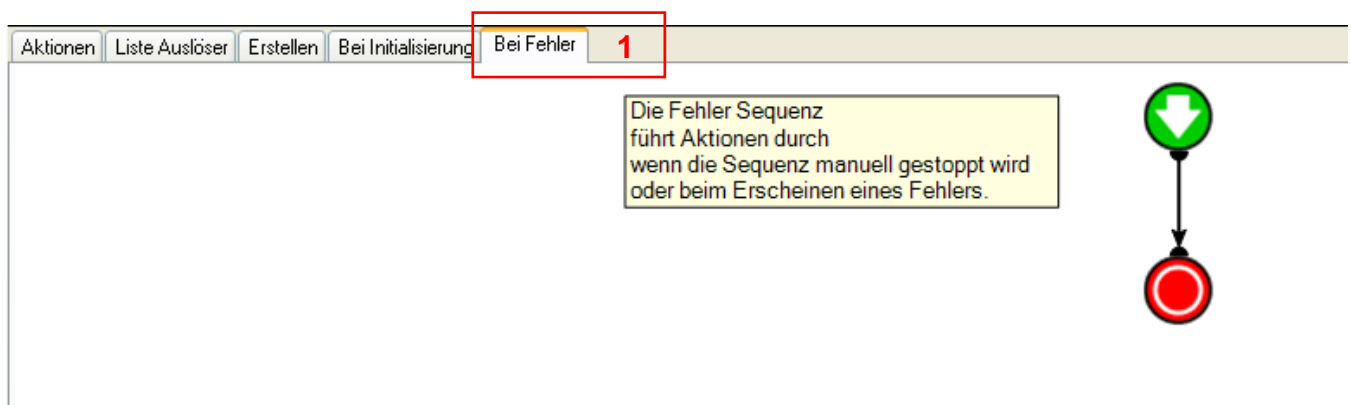 Aktionen Liste Auslöser Erstellen Bei Initialisierung Bei Fehler 1
Die Fehler Sequenz
führt Aktionen durch
wenn die Sequenz manuell gestoppt wird
oder beim Erscheinen eines Fehlers.